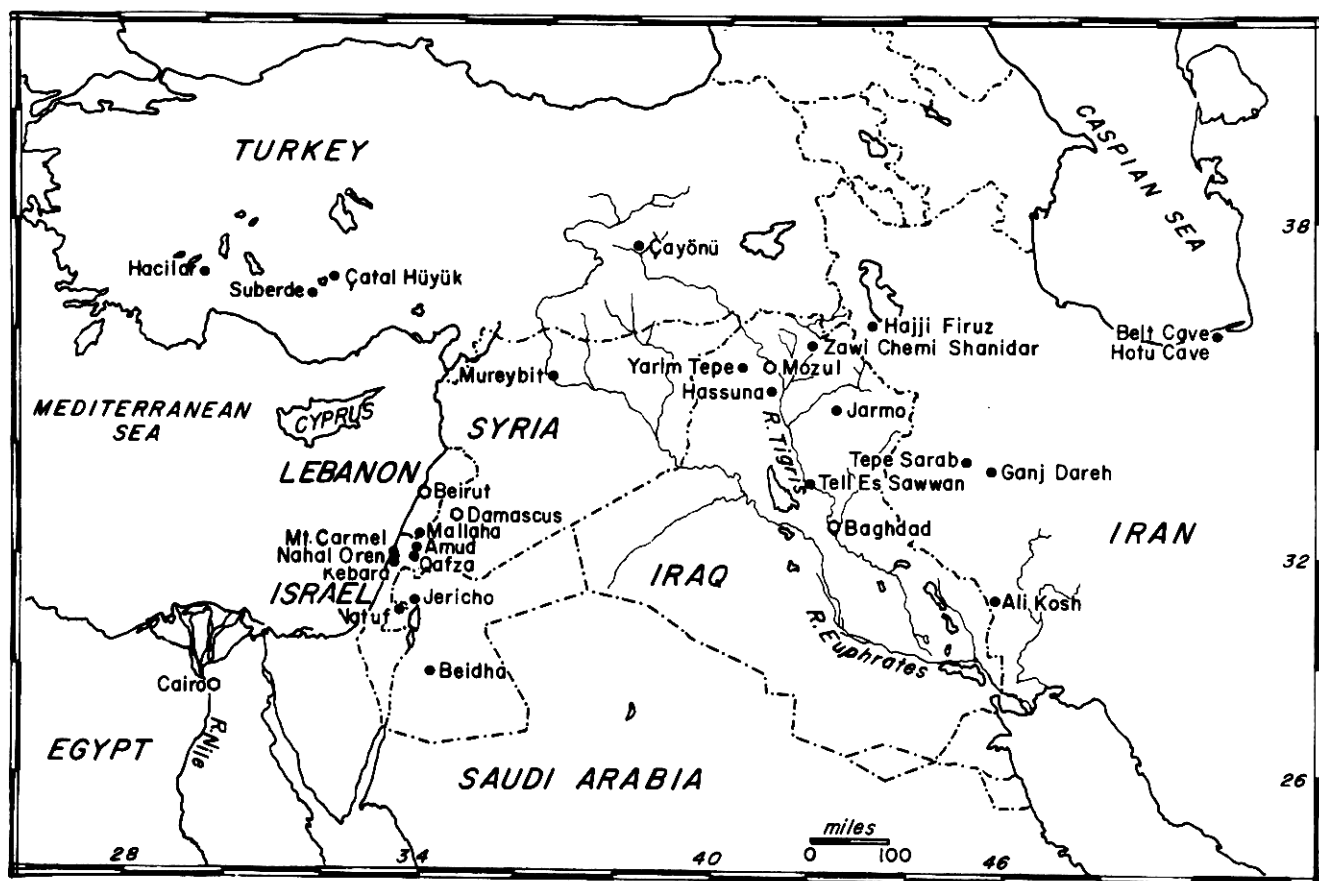 TURKEY
CASPIAN SEA
38
Çayönü
Hacilar
Çatal Hüyük
Suberde
Hajji Firuz
Belt Cave
Hotu Cave
Zawi Chemi Shanidar
Yarim Tepe
Mozul
Mureybit
Hassuna
MEDITERRANEAN
SEA
CYPRUS
SYRIA
Jarmo
R. Tigris
LEBANON
Tepe Sarab
Ganj Dareh
Tell Es Sawwan
Beirut
Damascus
Baghdad
IRAN
Mallaha
Mt. Carmel
Amud
Nahal Oren
Qafza
Kebara
32
IRAQ
ISRAEL
Jericho
Natuf
Ali Kosh
R. Euphrates
Beidha
Cairo
R. Nile
EGYPT
SAUDI ARABIA
26
miles
0 100
28
34
40
46